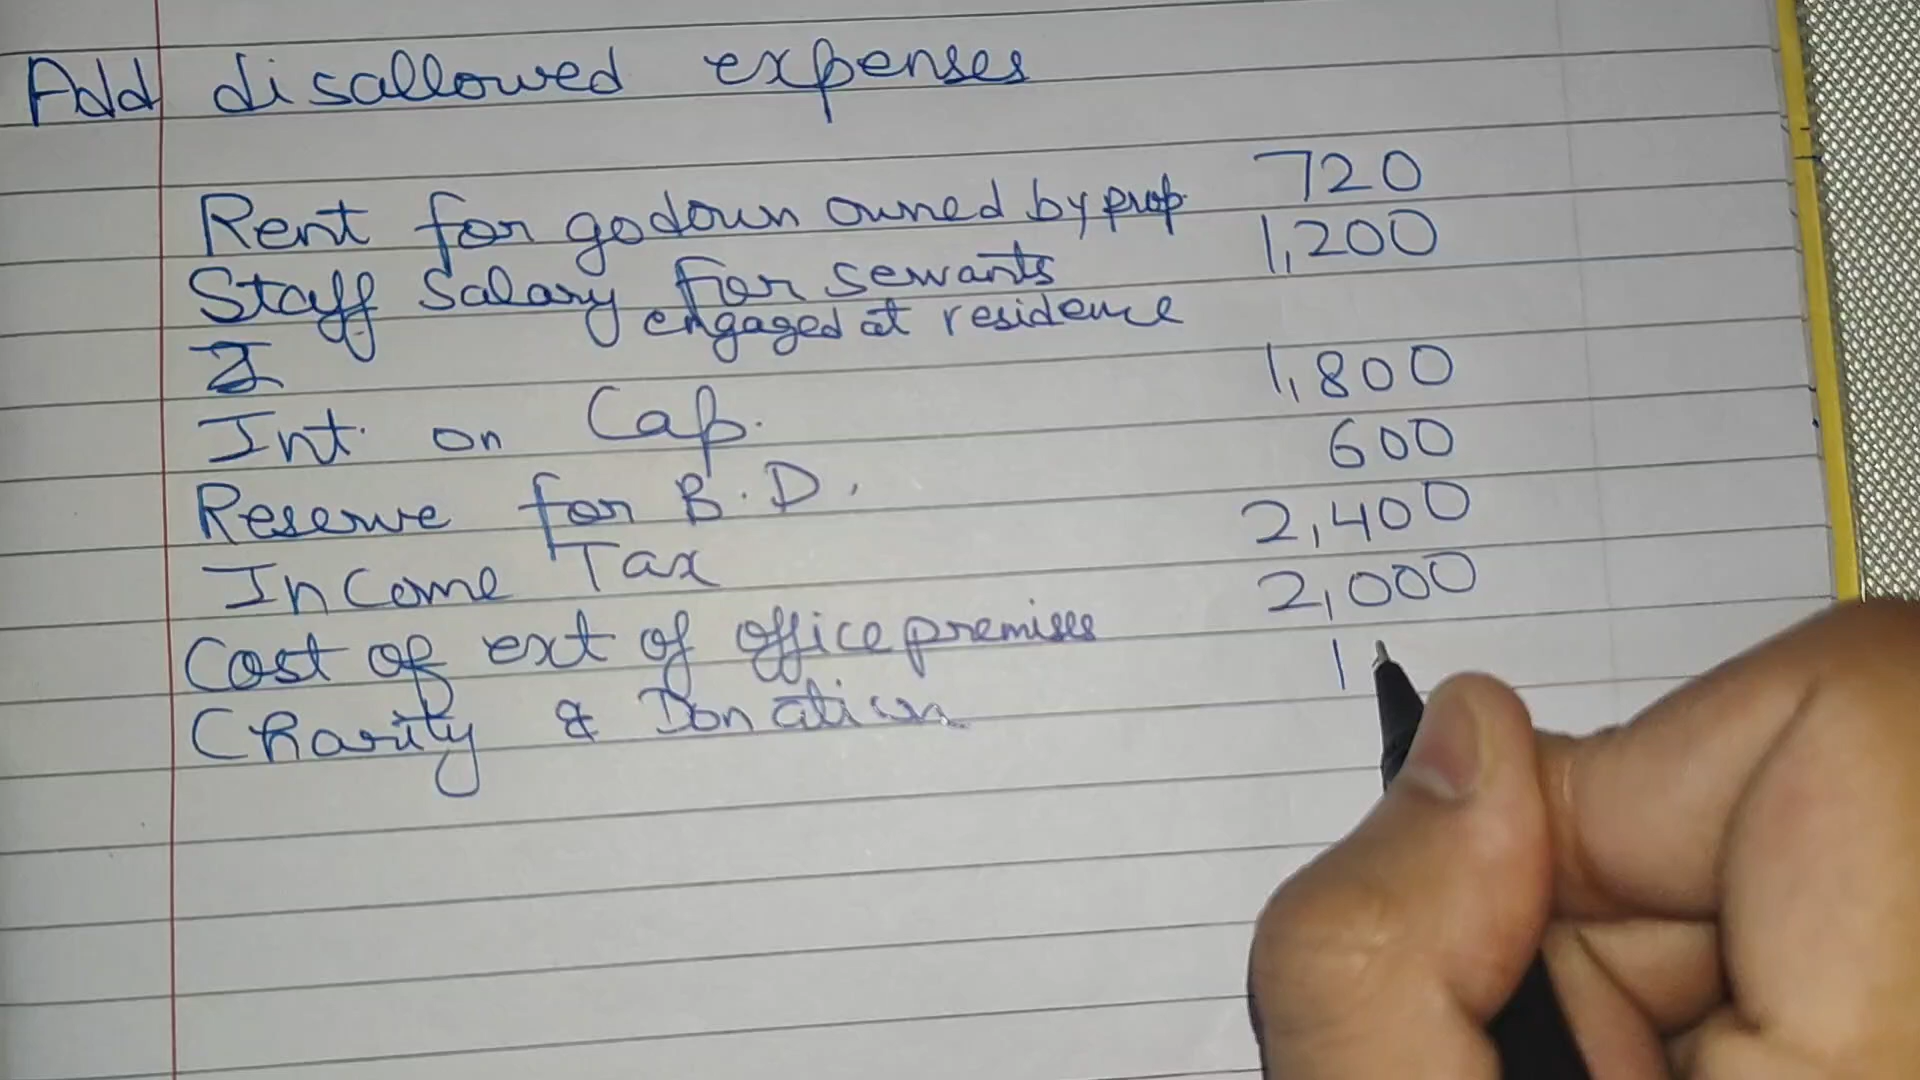 Add disallowed expenses
Rent for godown owned by prop. 720
Staff Salary for servants 1,200
engaged at residence
I
Int. on Cap. 1,800
Reserve for B.D. 600
Income Tax 2,400
Cost of ext of office premises 2,000
Charity & Donation 1